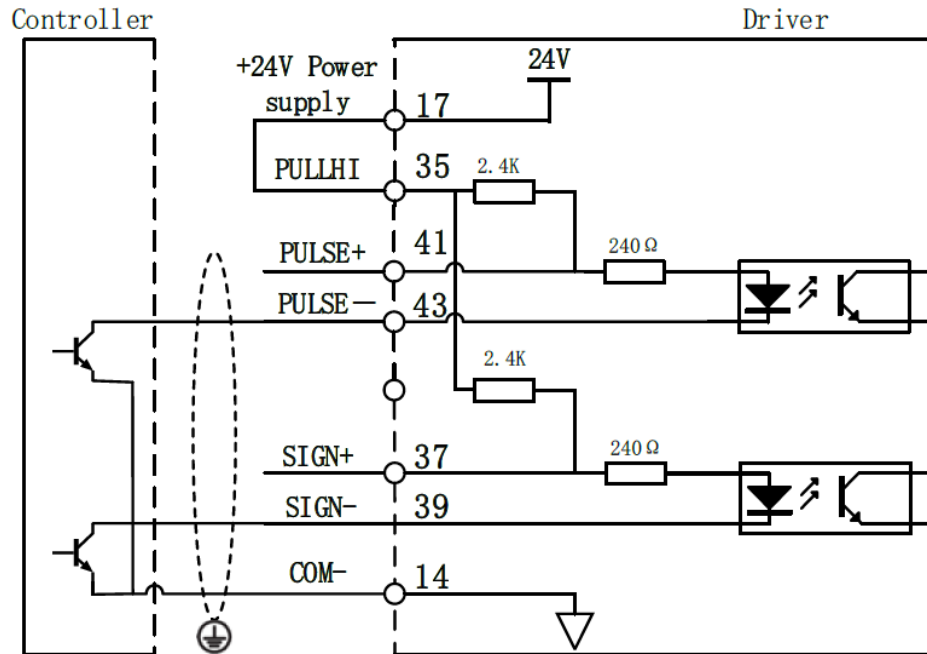 Controller
Driver
+24V Power
supply
17
24V
PULLHI
35
2.4K
PULSE+
41
240Ω
PULSE—
43
2.4K
SIGN+
37
240Ω
SIGN-
39
COM-
14